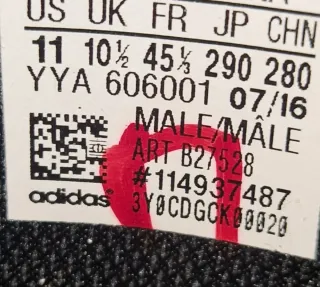 US UK FR JP CHN
11 10½ 45⅓ 290 280
YYA 606001 07/16
MALE/MÂLE
ART B27528
#114937487
adidas 3Y0CDGCK00020